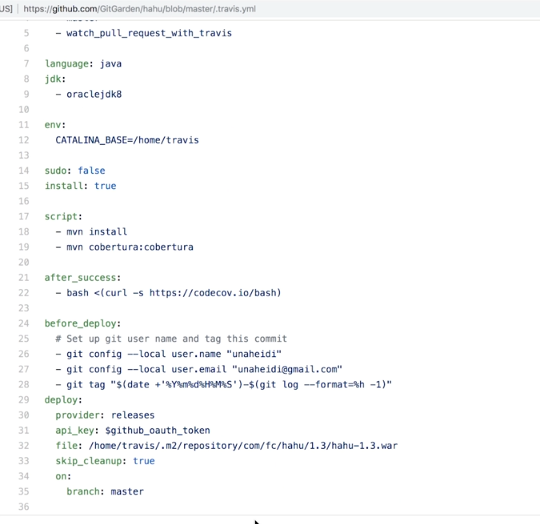 US] https://github.com/GitGarden/hahu/blob/master/.travis.yml
5 - watch_pull_request_with_travis
6
7 language: java
8 jdk:
9 - oraclejdk8
10
11 env:
12 CATALINA_BASE=/home/travis
13
14 sudo: false
15 install: true
16
17 script:
18 - mvn install
19 - mvn cobertura:cobertura
20
21 after_success:
22 - bash <(curl -s https://codecov.io/bash)
23
24 before_deploy:
25 # Set up git user name and tag this commit
26 - git config --local user.name "unaheidi"
27 - git config --local user.email "unaheidi@gmail.com"
28 - git tag "$(date +'%Y%m%d%H%M%S')-$(git log --format=%h -1)"
29 deploy:
30 provider: releases
31 api_key: $github_oauth_token
32 file: /home/travis/.m2/repository/com/fc/hahu/1.3/hahu-1.3.war
33 skip_cleanup: true
34 on:
35 branch: master
36